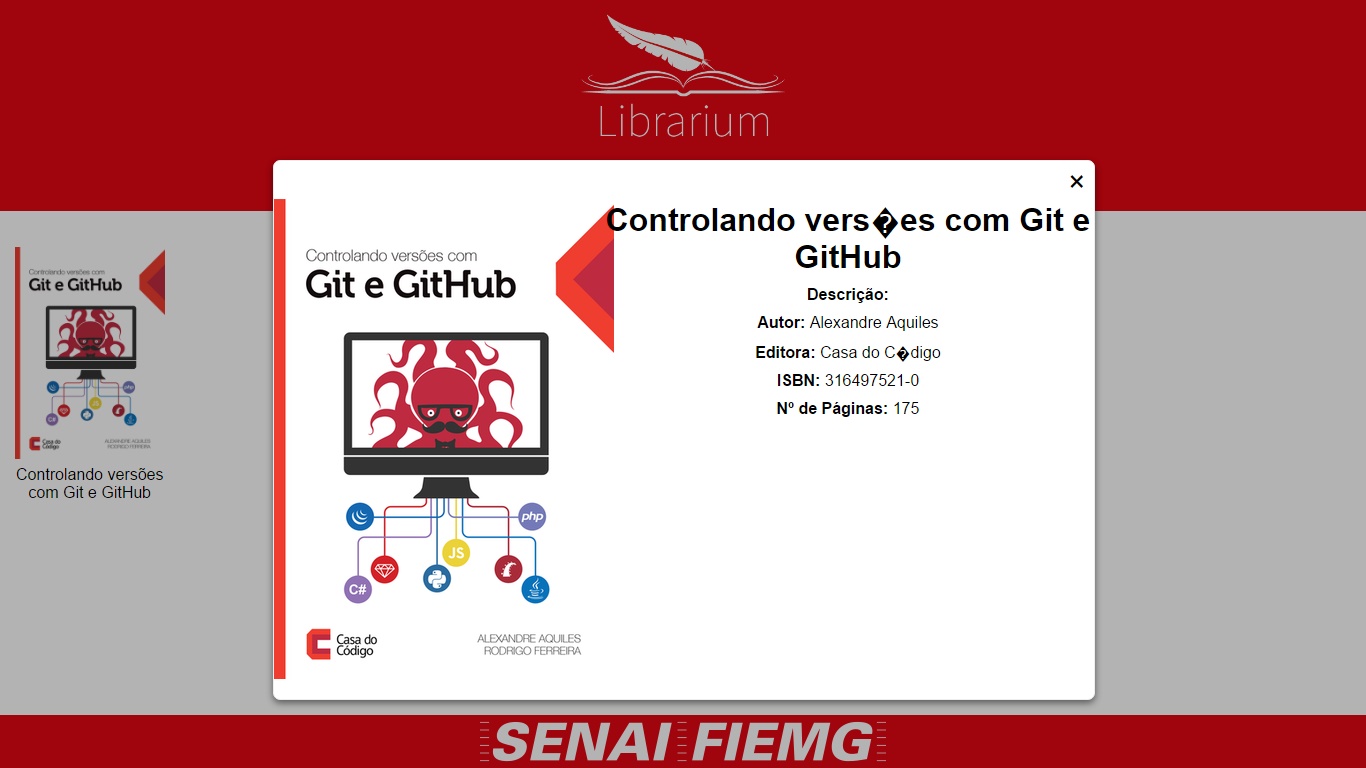 Librarium
×
Controlando vers�es com Git e
GitHub
Descrição:
Autor: Alexandre Aquiles
Editora: Casa do C�digo
ISBN: 316497521-0
Nº de Páginas: 175
Controlando versões com
Git e GitHub
php
JS
C#
Casa do
Código
ALEXANDRE AQUILES
RODRIGO FERREIRA
Controlando versões com
Git e GitHub
php
JS
C#
Casa do
Código
ALEXANDRE AQUILES
RODRIGO FERREIRA
Controlando versões
com Git e GitHub
SENAI FIEMG